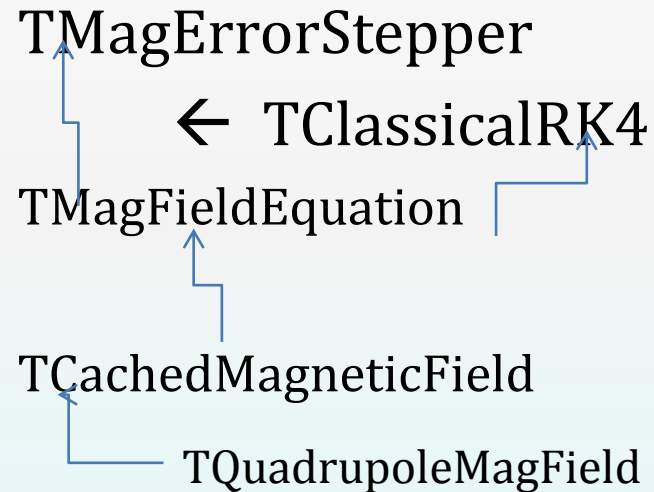 TMagErrorStepper
← TClassicalRK4
TMagFieldEquation
TCachedMagneticField
TQuadrupoleMagField